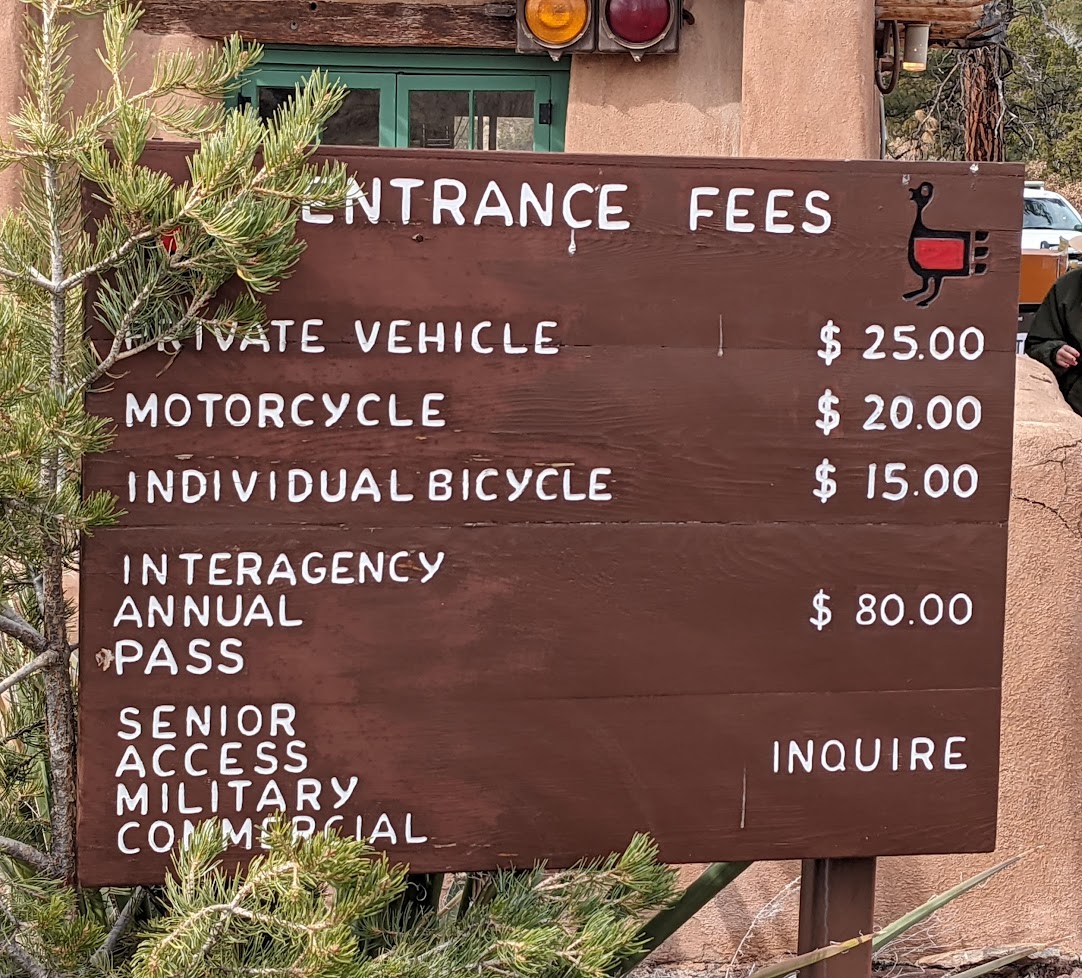 ENTRANCE FEES
PRIVATE VEHICLE $ 25.00
MOTORCYCLE $ 20.00
INDIVIDUAL BICYCLE $ 15.00
INTERAGENCY
ANNUAL $ 80.00
PASS
SENIOR
ACCESS INQUIRE
MILITARY
COMMERCIAL